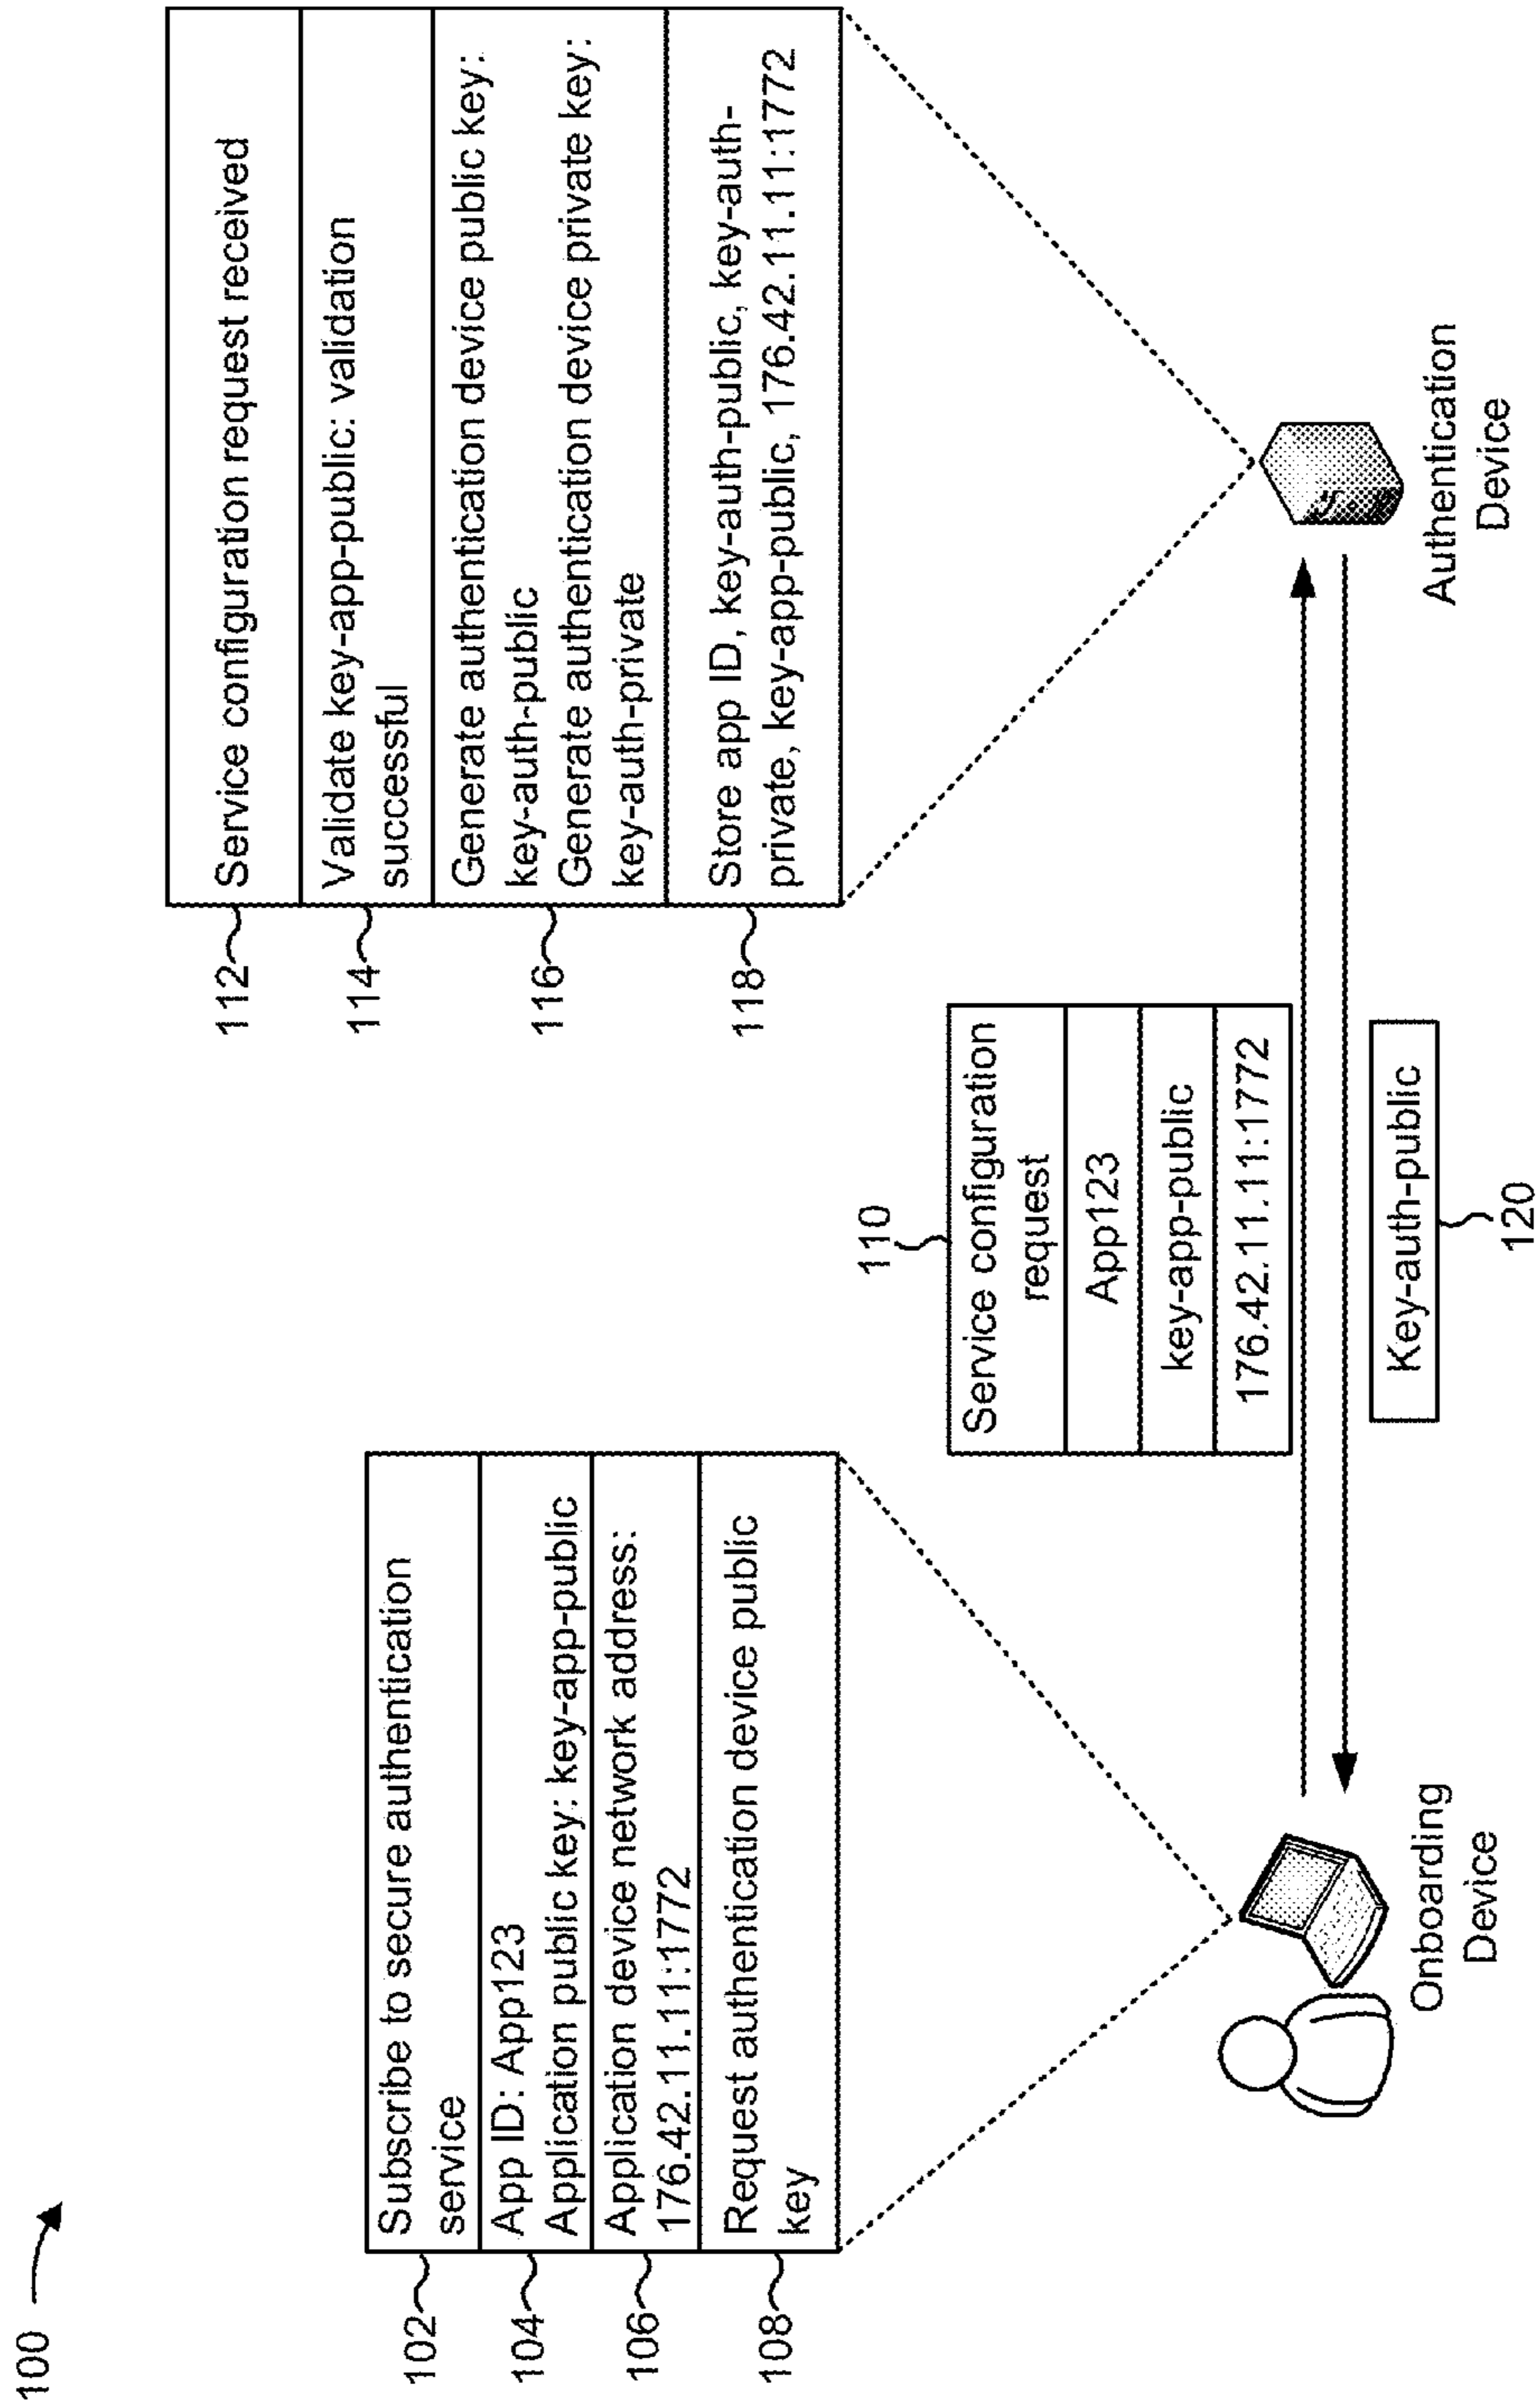 100
102
Subscribe to secure authentication
service
104
App ID: App123
Application public key: key-app-public
106
Application device network address:
176.42.11.11:1772
108
Request authentication device public
key
110
Service configuration
request
App123
key-app-public
176.42.11.11:1772
112
Service configuration request received
114
Validate key-app-public: validation
successful
116
Generate authentication device public key:
key-auth-public
Generate authentication device private key:
key-auth-private
118
Store app ID, key-auth-public, key-auth-
private, key-app-public, 176.42.11.11:1772
Key-auth-public
120
Onboarding
Device
Authentication
Device